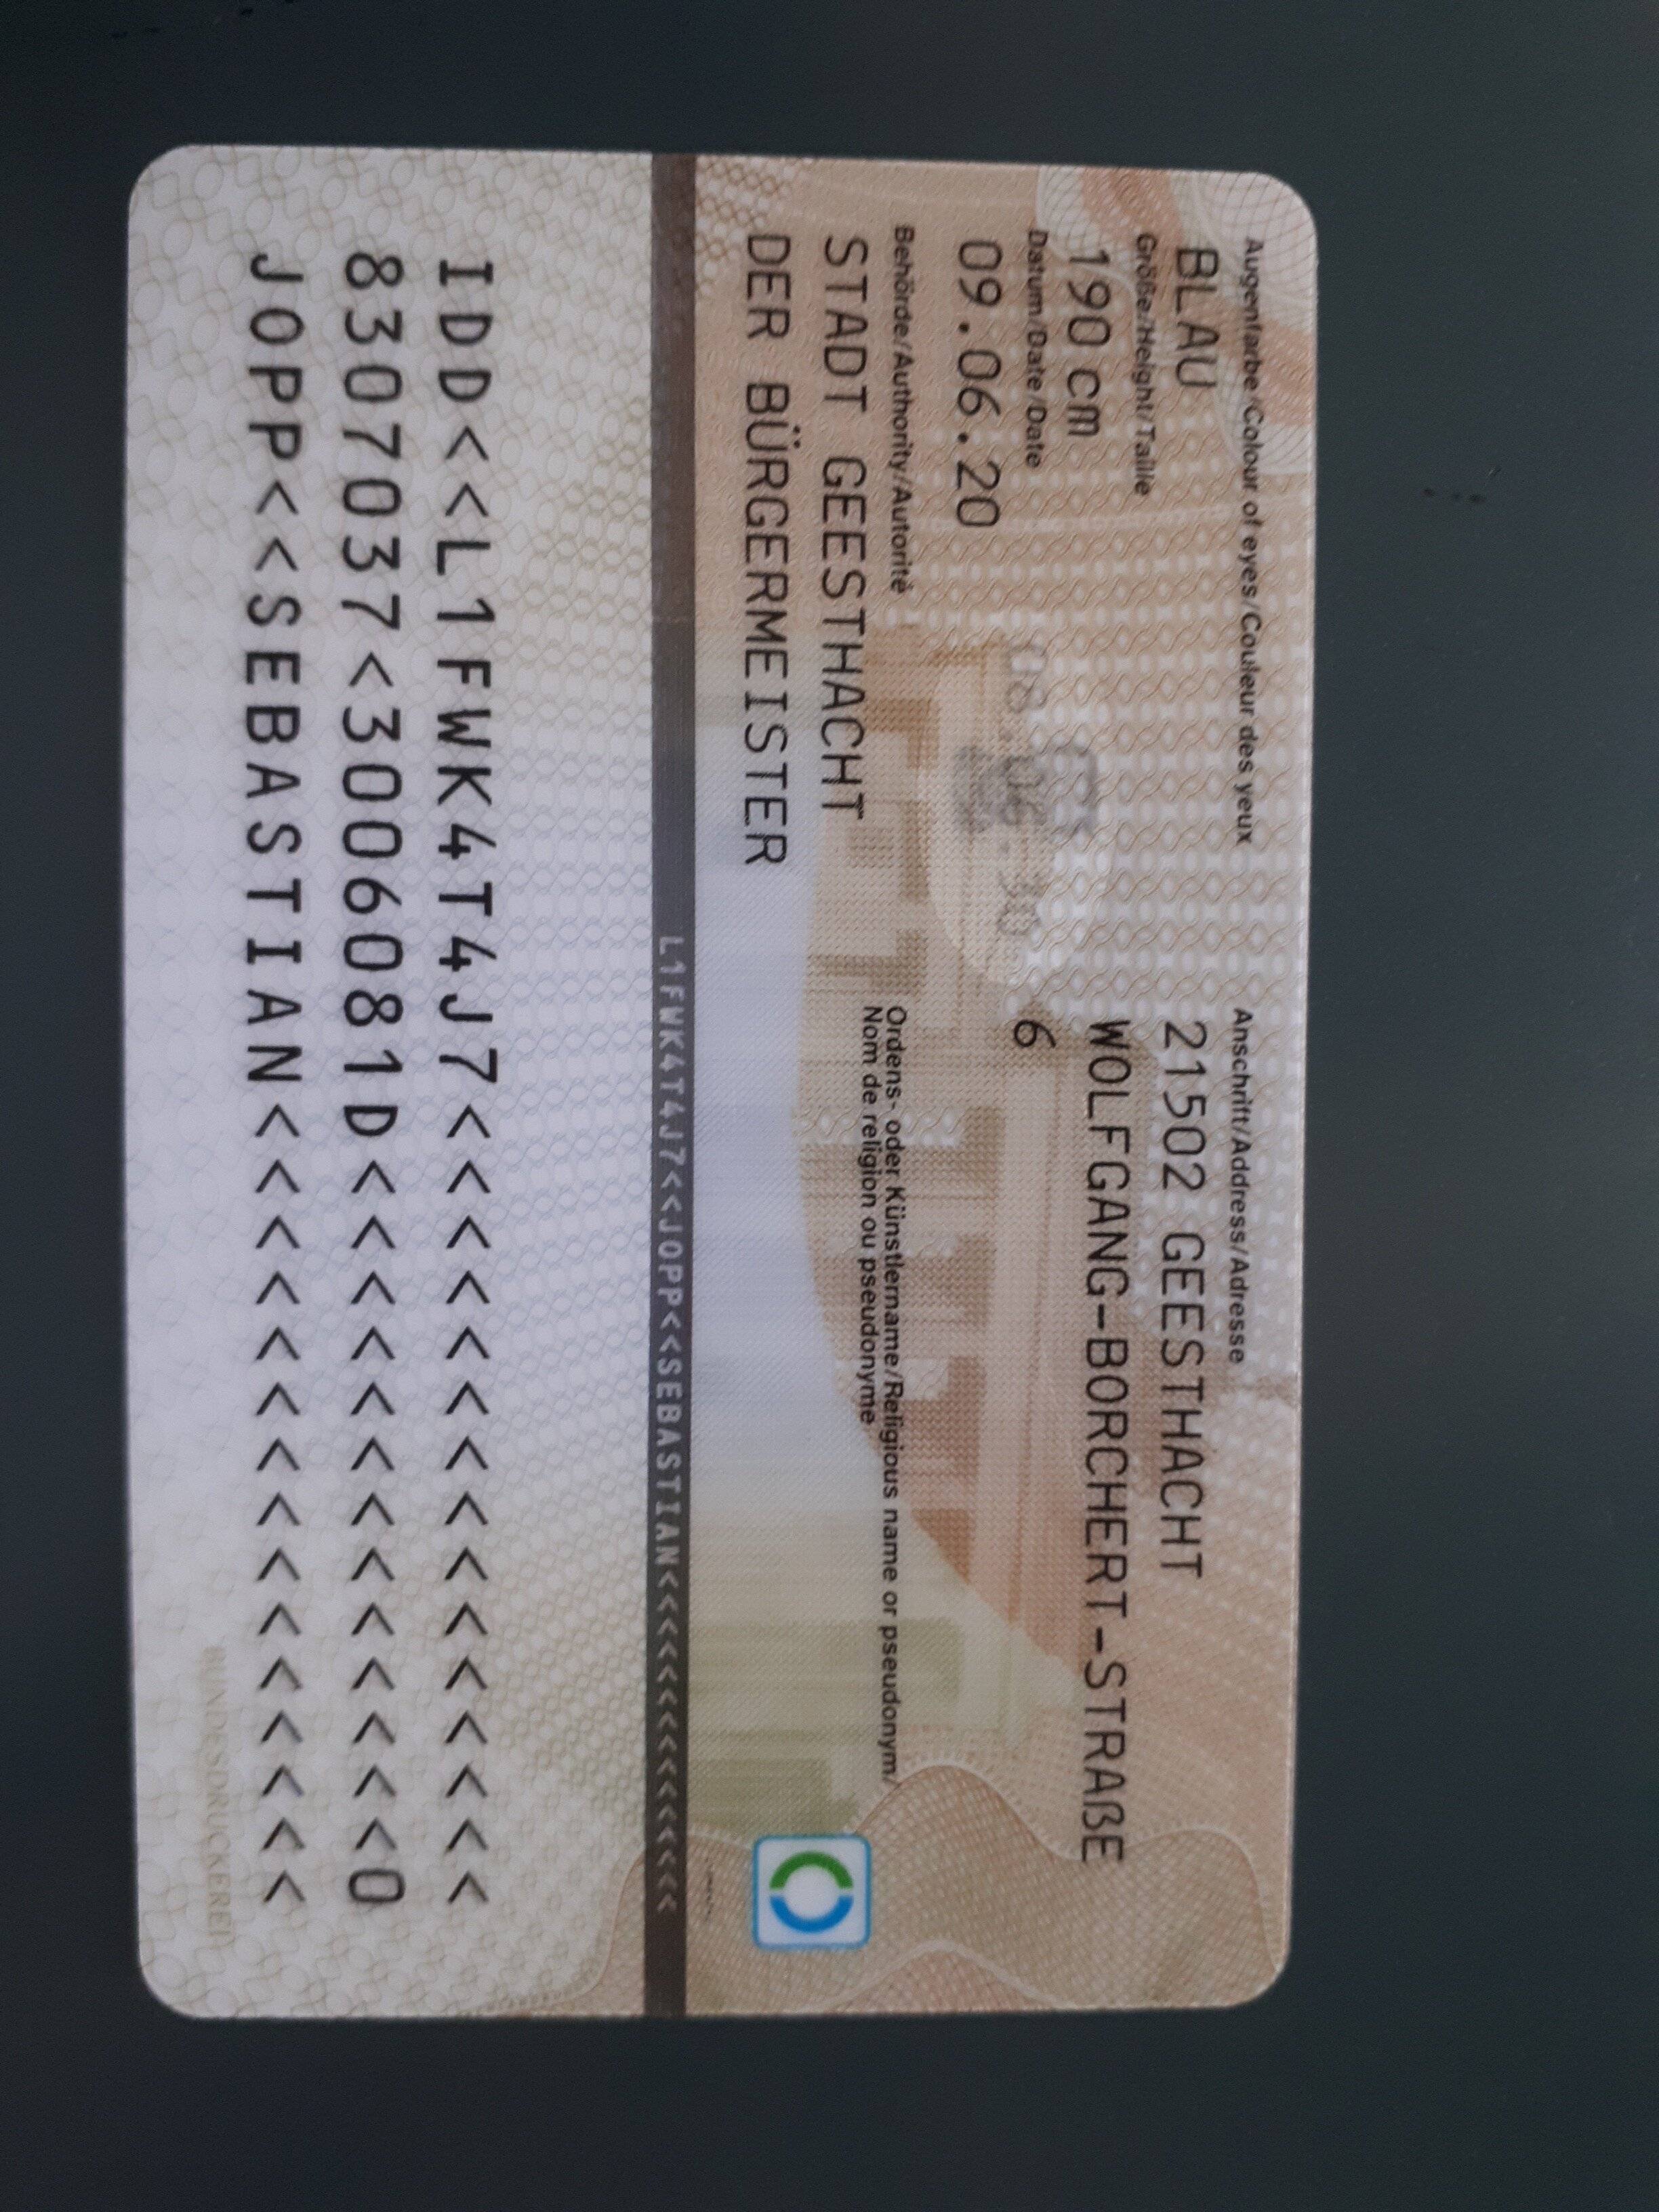 Augenfarbe/Colour of eyes/Couleur des yeux
BLAU
Größe/Height/Taille
190 cm
Datum/Date/Date
09.06.20
Behörde/Authority/Autorité
STADT GEESTHACHT
DER BÜRGERMEISTER
08.06.30
Anschrift/Address/Adresse
21502 GEESTHACHT
WOLFGANG-BORCHERT-STRAßE
6
Ordens- oder Künstlername/Religious name or pseudonym/
Nom de religion ou pseudonyme
L1FWK4T4J7<<JOPP<<SEBASTIAN<<<<<<<<<<<<<<<
IDD<<L1FWK4T4J7<<<<<<<<<<<<<<<
8307037<3006081D<<<<<<<<<<<<<0
JOPP<<SEBASTIAN<<<<<<<<<<<<<<<
BUNDESDRUCKEREI